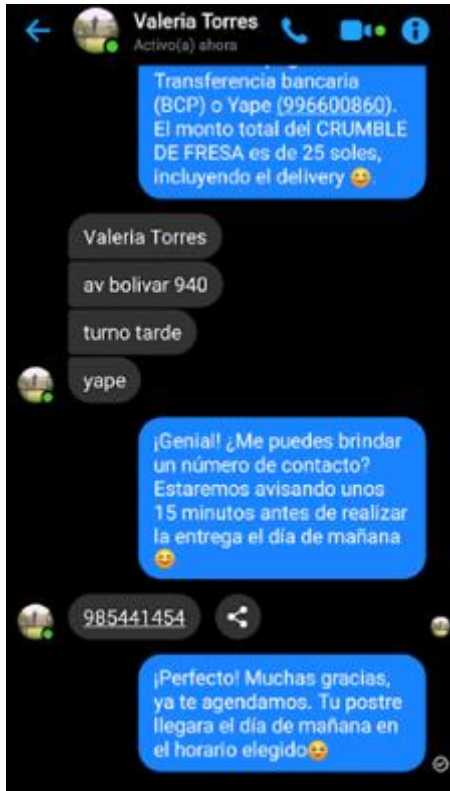 Valeria Torres
Activo(a) ahora
Transferencia bancaria
(BCP) o Yape (996600860).
El monto total del CRUMBLE
DE FRESA es de 25 soles,
incluyendo el delivery 😊.
Valeria Torres
av bolivar 940
turno tarde
yape
¡Genial! ¿Me puedes brindar
un número de contacto?
Estaremos avisando unos
15 minutos antes de realizar
la entrega el día de mañana
😊
985441454
¡Perfecto! Muchas gracias,
ya te agendamos. Tu postre
llegara el día de mañana en
el horario elegido😊